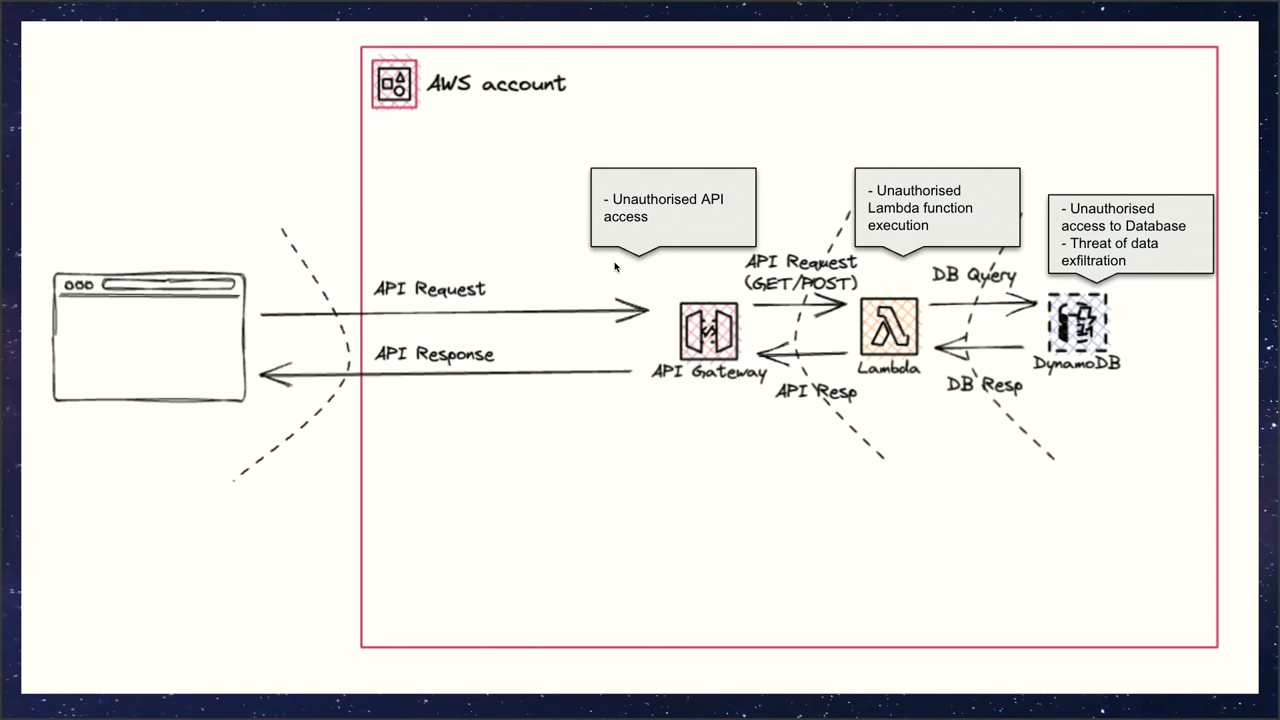 AWS account
- Unauthorised API
access
- Unauthorised
Lambda function
execution
- Unauthorised
access to Database
- Threat of data
exfiltration
API Request
API Response
API Request
(GET/POST)
API Resp
DB Query
DB Resp
API Gateway
Lambda
DynamoDB